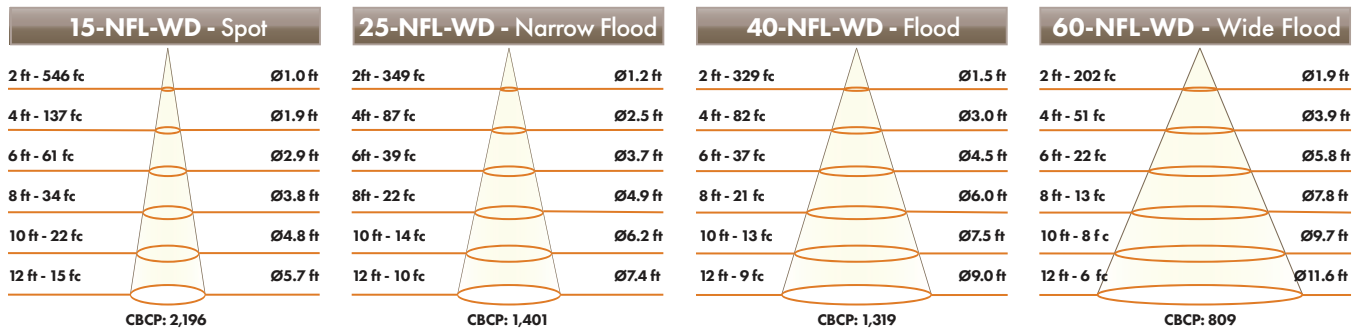 15-NFL-WD - Spot
2 ft - 546 fc Ø1.0 ft
4 ft - 137 fc Ø1.9 ft
6 ft - 61 fc Ø2.9 ft
8 ft - 34 fc Ø3.8 ft
10 ft - 22 fc Ø4.8 ft
12 ft - 15 fc Ø5.7 ft
CBCP: 2,196
25-NFL-WD - Narrow Flood
2ft - 349 fc Ø1.2 ft
4ft - 87 fc Ø2.5 ft
6ft - 39 fc Ø3.7 ft
8ft - 22 fc Ø4.9 ft
10 ft - 14 fc Ø6.2 ft
12 ft - 10 fc Ø7.4 ft
CBCP: 1,401
40-NFL-WD - Flood
2 ft - 329 fc Ø1.5 ft
4 ft - 82 fc Ø3.0 ft
6 ft - 37 fc Ø4.5 ft
8 ft - 21 fc Ø6.0 ft
10 ft - 13 fc Ø7.5 ft
12 ft - 9 fc Ø9.0 ft
CBCP: 1,319
60-NFL-WD - Wide Flood
2 ft - 202 fc Ø1.9 ft
4 ft - 51 fc Ø3.9 ft
6 ft - 22 fc Ø5.8 ft
8 ft - 13 fc Ø7.8 ft
10 ft - 8 f c Ø9.7 ft
12 ft - 6 fc Ø11.6 ft
CBCP: 809